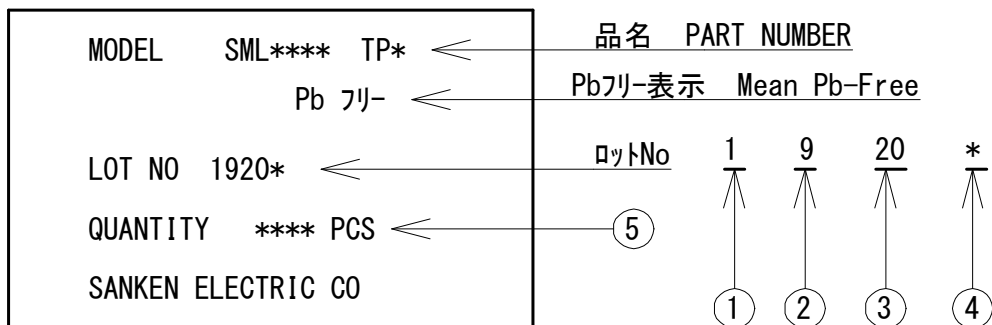 MODEL SML**** TP*
品名 PART NUMBER
Pb フリー
Pbフリー表示 Mean Pb-Free
LOT NO 1920*
ロットNo 1 9 20 *
QUANTITY **** PCS
⑤
SANKEN ELECTRIC CO
① ② ③ ④